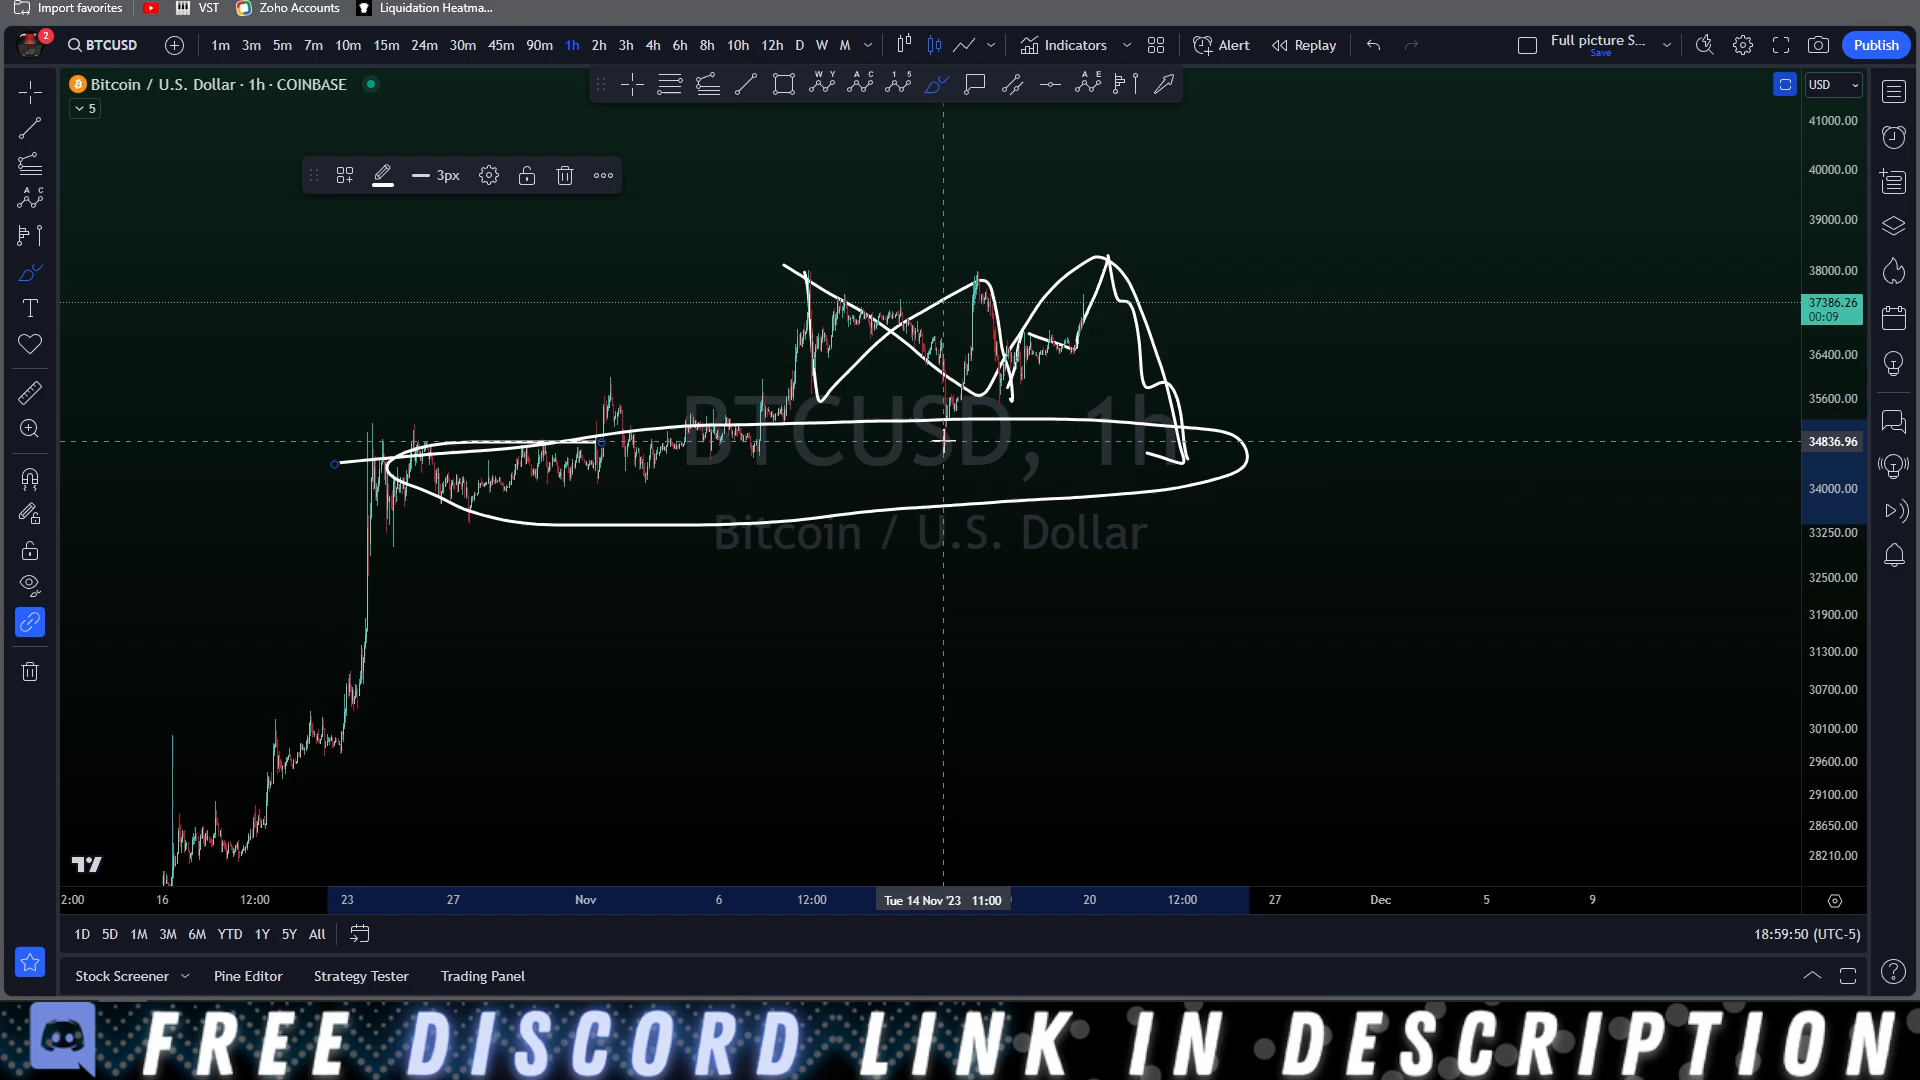 Import favorites
VST
Zoho Accounts
Liquidation Heatma...
2
BTCUSD
1m 3m 5m 7m 10m 15m 24m 30m 45m 90m 1h 2h 3h 4h 6h 8h 10h 12h D W M
Indicators
Alert
Replay
Full picture S...
Save
Publish
Bitcoin / U.S. Dollar · 1h · COINBASE
5
W Y
A C
1 5
A E
USD
A C
3px
41000.00
40000.00
39000.00
38000.00
37386.26
00:09
36400.00
35600.00
34836.96
34000.00
33250.00
32500.00
31900.00
31300.00
30700.00
30100.00
29600.00
29100.00
28650.00
28210.00
BTCUSD, 1h
Bitcoin / U.S. Dollar
2:00 16 12:00 23 27 Nov 6 12:00 Tue 14 Nov '23 11:00 20 12:00 27 Dec 5 9
1D 5D 1M 3M 6M YTD 1Y 5Y All
18:59:50 (UTC-5)
Stock Screener
Pine Editor
Strategy Tester
Trading Panel
FREE DISCORD LINK IN DESCRIPTION